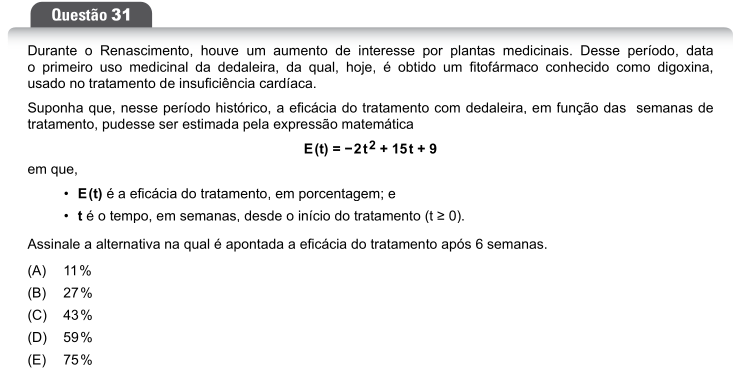 Questão 31
Durante o Renascimento, houve um aumento de interesse por plantas medicinais. Desse período, data
o primeiro uso medicinal da dedaleira, da qual, hoje, é obtido um fitofármaco conhecido como digoxina,
usado no tratamento de insuficiência cardíaca.
Suponha que, nesse período histórico, a eficácia do tratamento com dedaleira, em função das semanas de
tratamento, pudesse ser estimada pela expressão matemática
E(t) = −2t² + 15t + 9
em que,
• E(t) é a eficácia do tratamento, em porcentagem; e
• t é o tempo, em semanas, desde o início do tratamento (t ≥ 0).
Assinale a alternativa na qual é apontada a eficácia do tratamento após 6 semanas.
(A) 11%
(B) 27%
(C) 43%
(D) 59%
(E) 75%